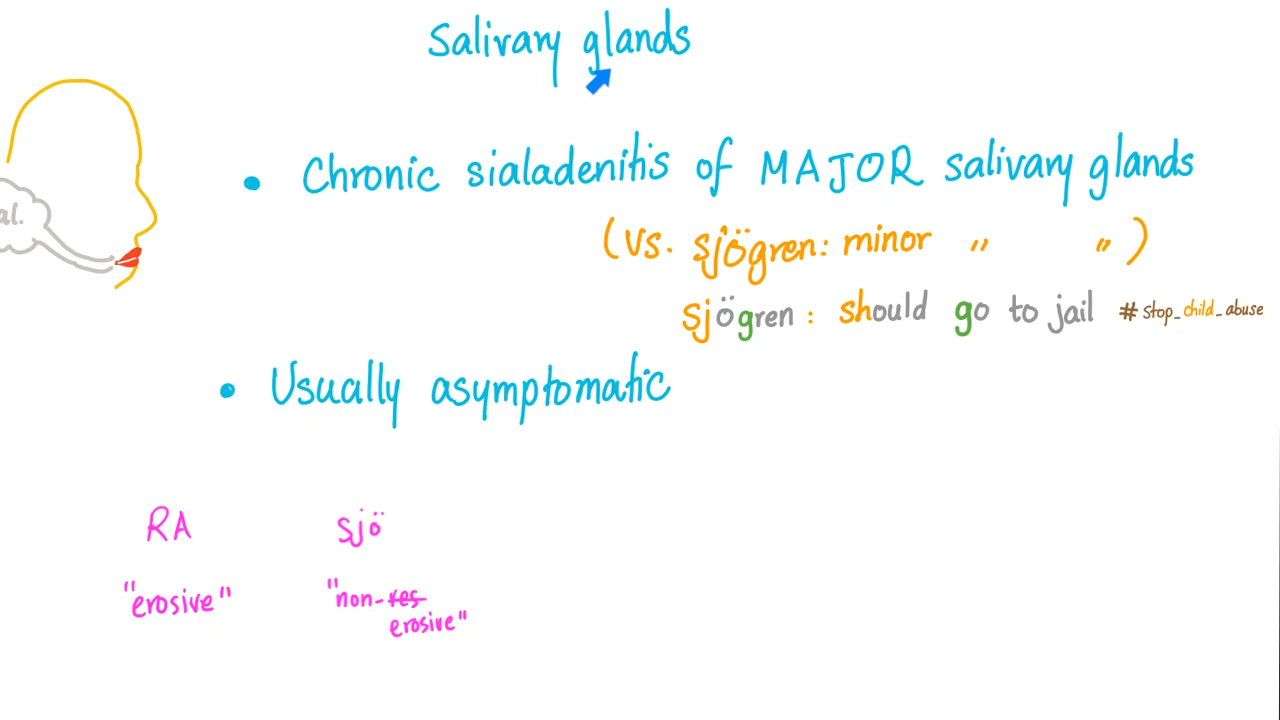 Salivary glands
• Chronic sialadenitis of MAJOR salivary glands
(Vs. sjögren: minor " ")
sjögren: should go to jail #stop_child_abuse
al.
• Usually asymptomatic
RA sjö
"erosive" "non-res
erosive"